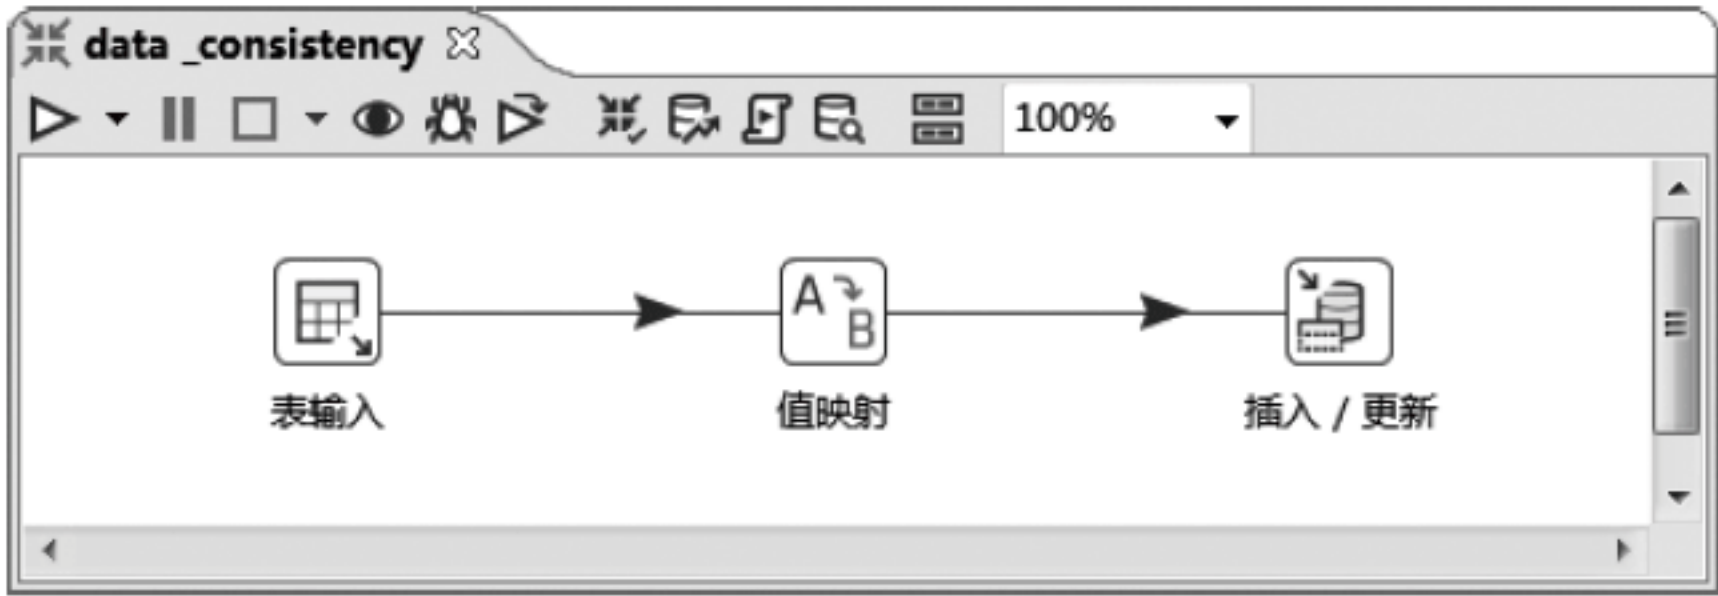 data _consistency
100%
A
B
表输入
值映射
插入 / 更新